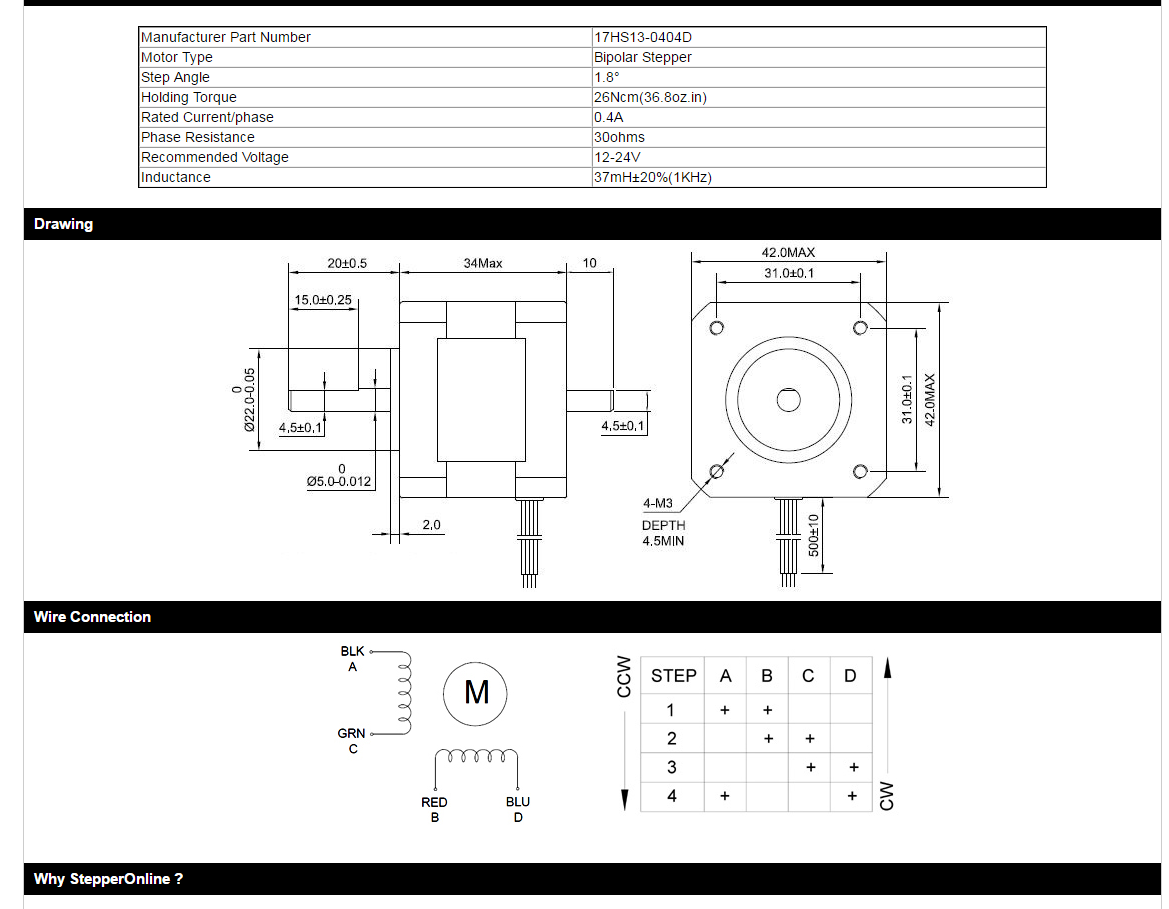 Manufacturer Part Number 17HS13-0404D
Motor Type Bipolar Stepper
Step Angle 1.8°
Holding Torque 26Ncm(36.8oz.in)
Rated Current/phase 0.4A
Phase Resistance 30ohms
Recommended Voltage 12-24V
Inductance 37mH±20%(1KHz)
Drawing
20±0.5 34Max 10
15.0±0.25
0
Ø22.0-0.05
4.5±0.1
0
Ø5.0-0.012
2.0
4.5±0.1
42.0MAX
31.0±0.1
31.0±0.1
42.0MAX
4-M3
DEPTH
4.5MIN
500±10
Wire Connection
BLK
A
M
GRN
C
RED BLU
B D
CCW
STEP A B C D
1 + +
2 + +
3 + +
4 + +
CW
Why StepperOnline ?